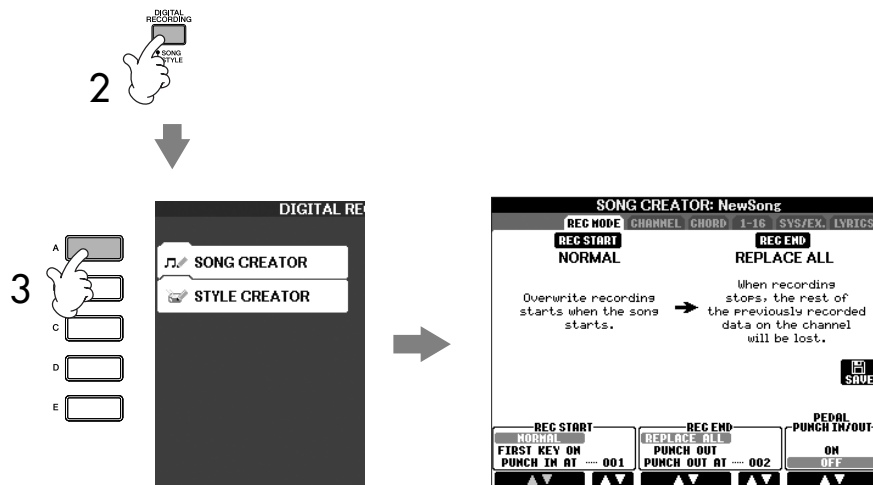 DIGITAL
RECORDING
SONG
STYLE
2
DIGITAL RE
3
A
SONG CREATOR
STYLE CREATOR
C
D
E
SONG CREATOR: NewSong
REC MODE CHANNEL CHORD 1-16 SYS/EX. LYRICS
REC START
NORMAL
Overwrite recording
starts when the song
starts.
REC END
REPLACE ALL
When recording
stops, the rest of
the previously recorded
data on the channel
will be lost.
SAVE
REC START
NORMAL
FIRST KEY ON
PUNCH IN AT ···· 001
REC END
REPLACE ALL
PUNCH OUT
PUNCH OUT AT ···· 002
PEDAL
PUNCH IN/OUT
ON
OFF